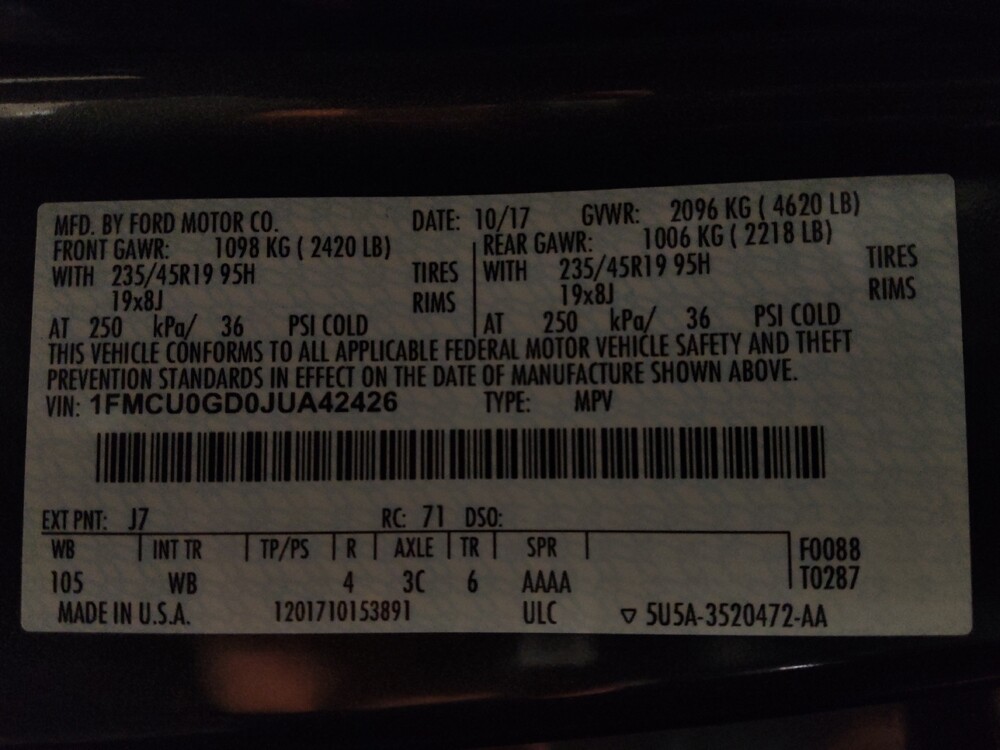 MFD. BY FORD MOTOR CO. DATE: 10/17 GVWR: 2096 KG ( 4620 LB)
FRONT GAWR: 1098 KG ( 2420 LB) REAR GAWR: 1006 KG ( 2218 LB)
WITH 235/45R19 95H TIRES WITH 235/45R19 95H TIRES
19x8J RIMS 19x8J RIMS
AT 250 kPa/ 36 PSI COLD AT 250 kPa/ 36 PSI COLD
THIS VEHICLE CONFORMS TO ALL APPLICABLE FEDERAL MOTOR VEHICLE SAFETY AND THEFT
PREVENTION STANDARDS IN EFFECT ON THE DATE OF MANUFACTURE SHOWN ABOVE.
VIN: 1FMCU0GD0JUA42426 TYPE: MPV
EXT PNT: J7 RC: 71 DSO:
WB INT TR TP/PS R AXLE TR SPR F0088
105 WB 4 3C 6 AAAA T0287
MADE IN U.S.A. 1201710153891 ULC ▽ 5U5A-3520472-AA